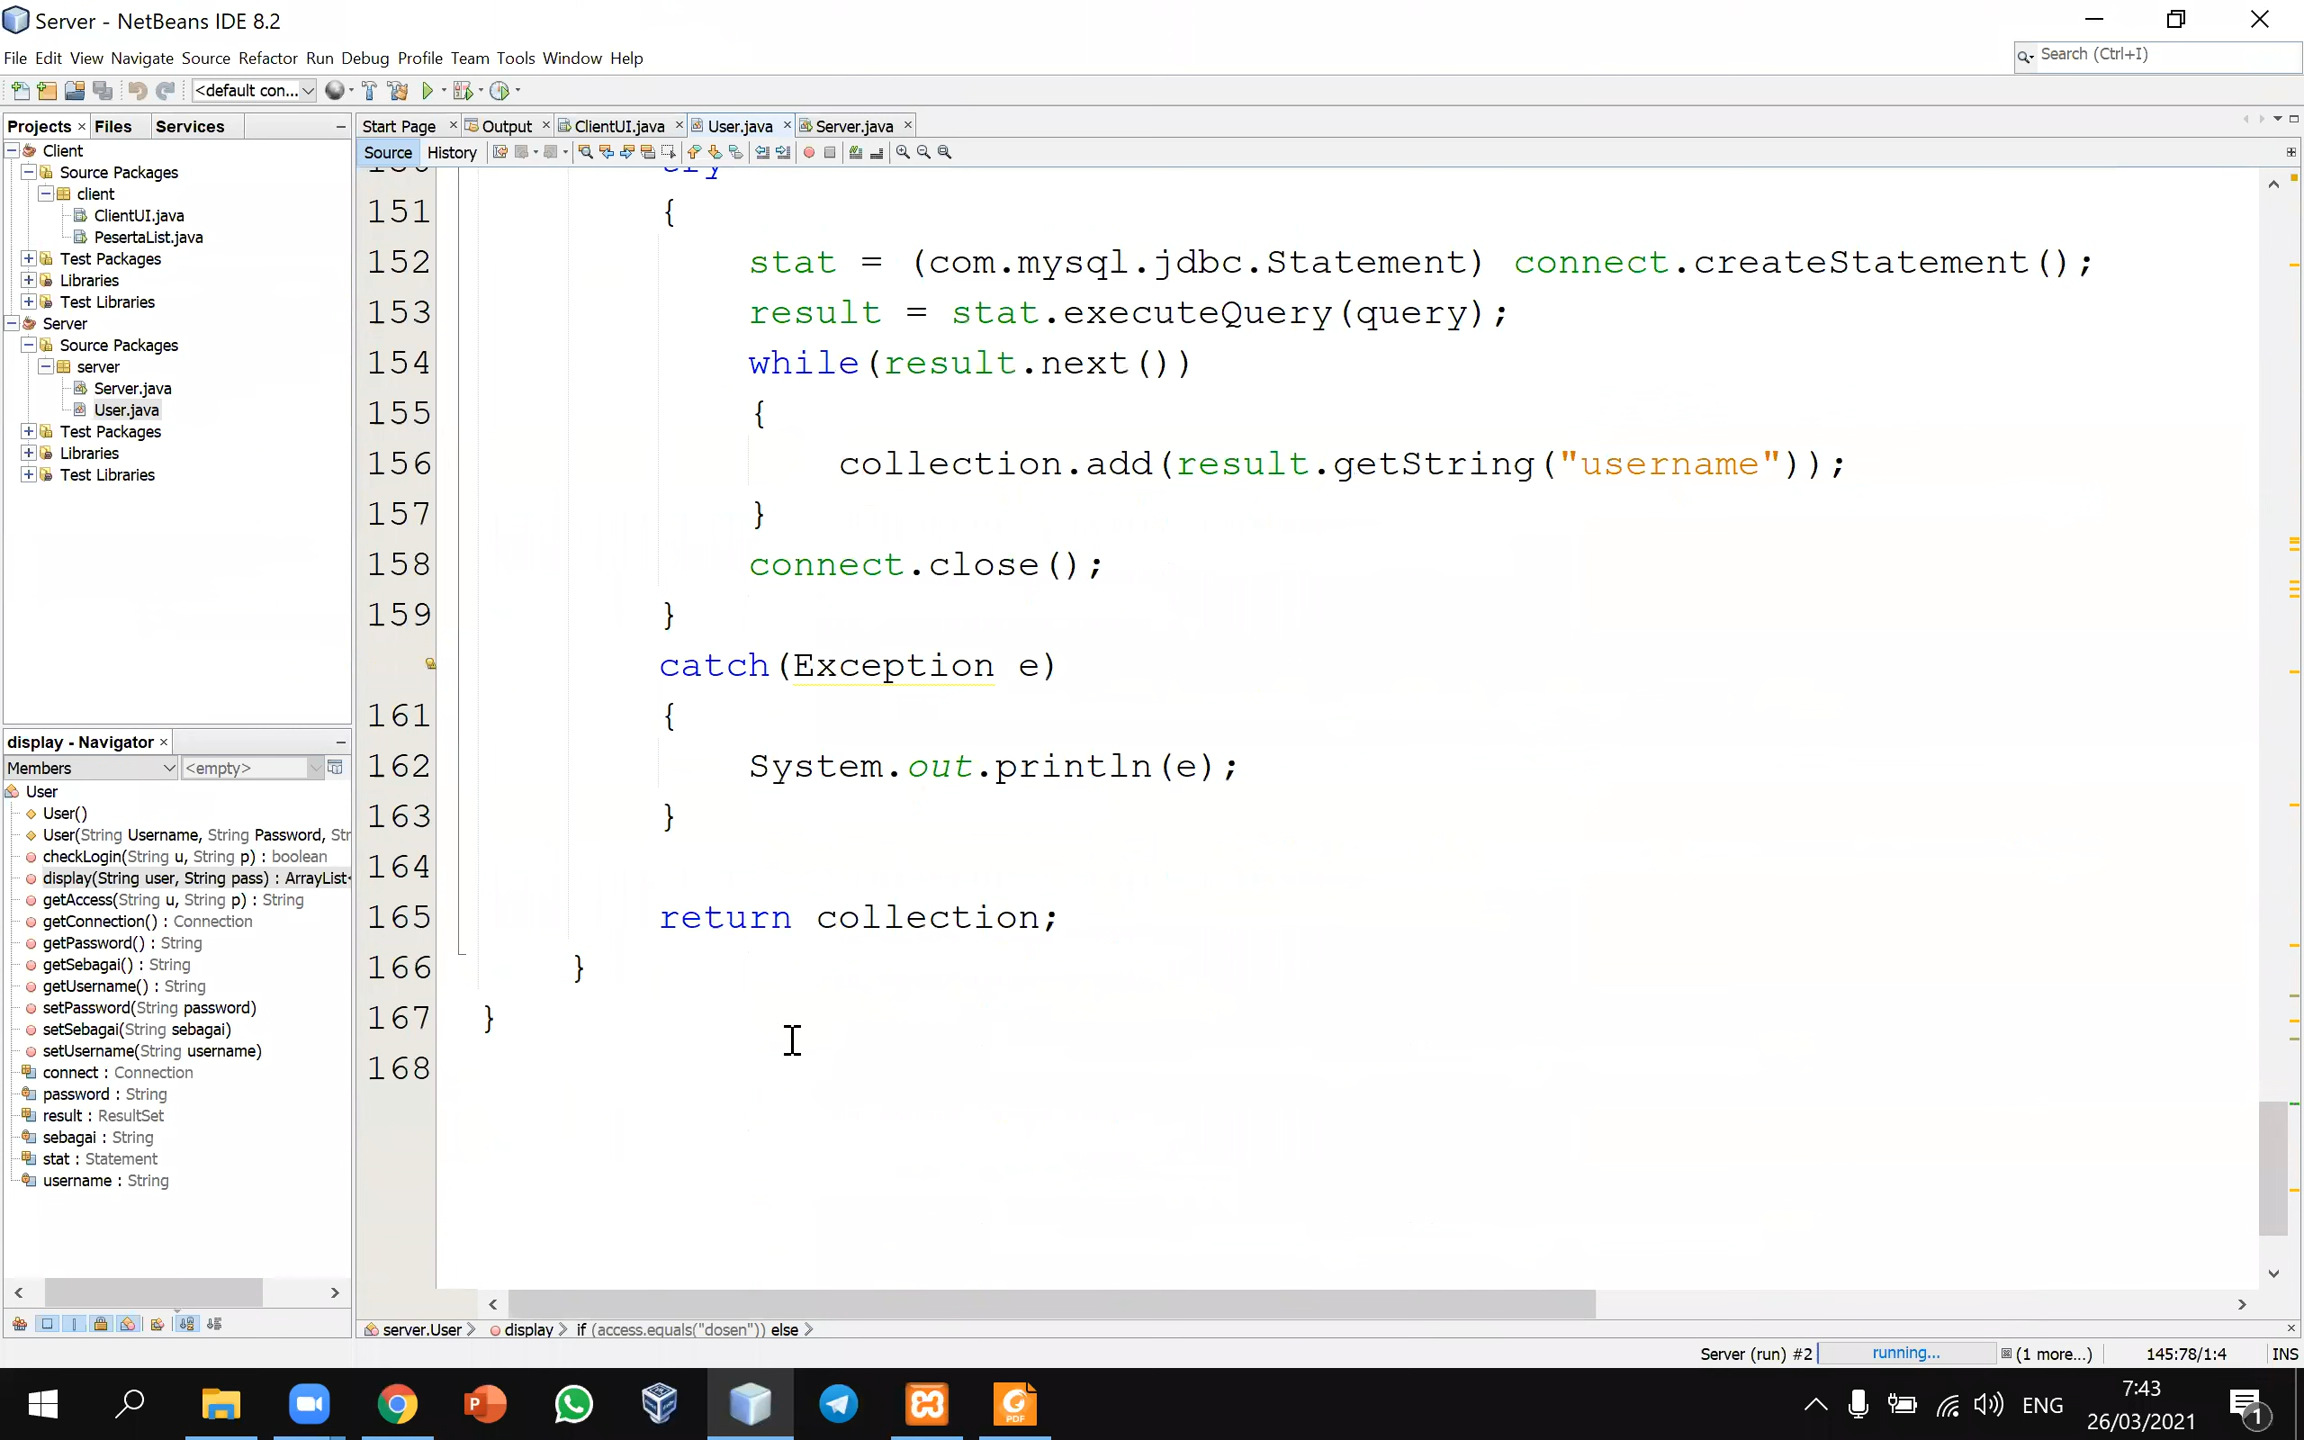 Server - NetBeans IDE 8.2
File Edit View Navigate Source Refactor Run Debug Profile Team Tools Window Help
Search (Ctrl+I)
<default con...
Projects Files Services
Start Page Output ClientUI.java User.java Server.java
Source History
Client
Source Packages
client
ClientUI.java
PesertaList.java
Test Packages
Libraries
Test Libraries
Server
Source Packages
server
Server.java
User.java
Test Packages
Libraries
Test Libraries
151 {
152 stat = (com.mysql.jdbc.Statement) connect.createStatement();
153 result = stat.executeQuery(query);
154 while(result.next())
155 {
156 collection.add(result.getString("username"));
157 }
158 connect.close();
159 }
catch(Exception e)
161 {
162 System.out.println(e);
163 }
164
165 return collection;
166 }
167 }
168
display - Navigator
Members <empty>
User
User()
User(String Username, String Password, Str
checkLogin(String u, String p) : boolean
display(String user, String pass) : ArrayList<
getAccess(String u, String p) : String
getConnection() : Connection
getPassword() : String
getSebagai() : String
getUsername() : String
setPassword(String password)
setSebagai(String sebagai)
setUsername(String username)
connect : Connection
password : String
result : ResultSet
sebagai : String
stat : Statement
username : String
server.User display if (access.equals("dosen")) else
Server (run) #2 running... (1 more...) 145:78/1:4 INS
PDF
ENG
7:43
26/03/2021
1